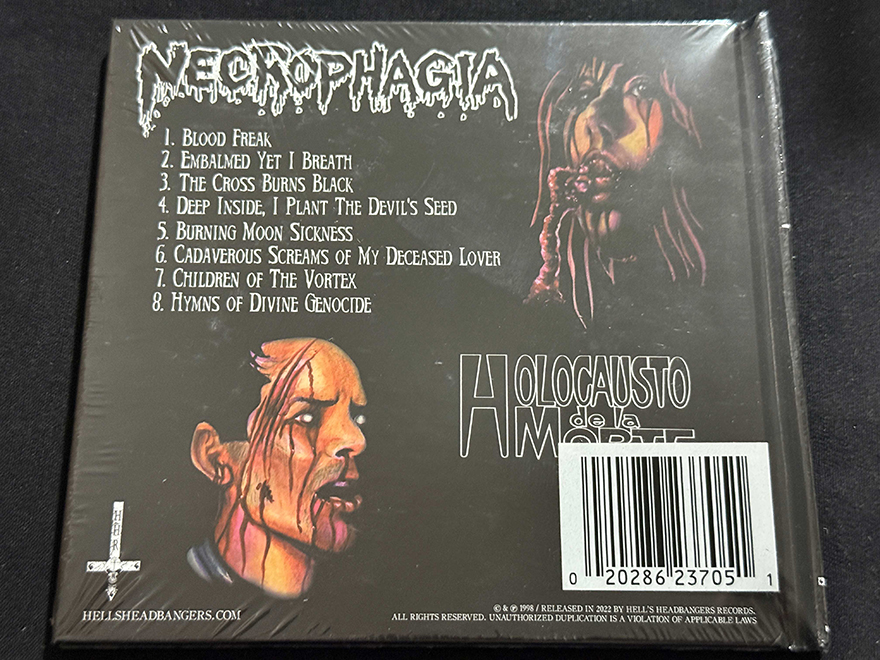 NECROPHAGIA
1. BLOOD FREAK
2. EMBALMED YET I BREATH
3. THE CROSS BURNS BLACK
4. DEEP INSIDE, I PLANT THE DEVIL'S SEED
5. BURNING MOON SICKNESS
6. CADAVEROUS SCREAMS OF MY DECEASED LOVER
7. CHILDREN OF THE VORTEX
8. HYMNS OF DIVINE GENOCIDE
HOLOCAUSTO
de la
MORTE
HHR
0 20286 23705 1
HELLSHEADBANGERS.COM
© & ℗ 1998 / RELEASED IN 2022 BY HELL'S HEADBANGERS RECORDS.
ALL RIGHTS RESERVED. UNAUTHORIZED DUPLICATION IS A VIOLATION OF APPLICABLE LAWS